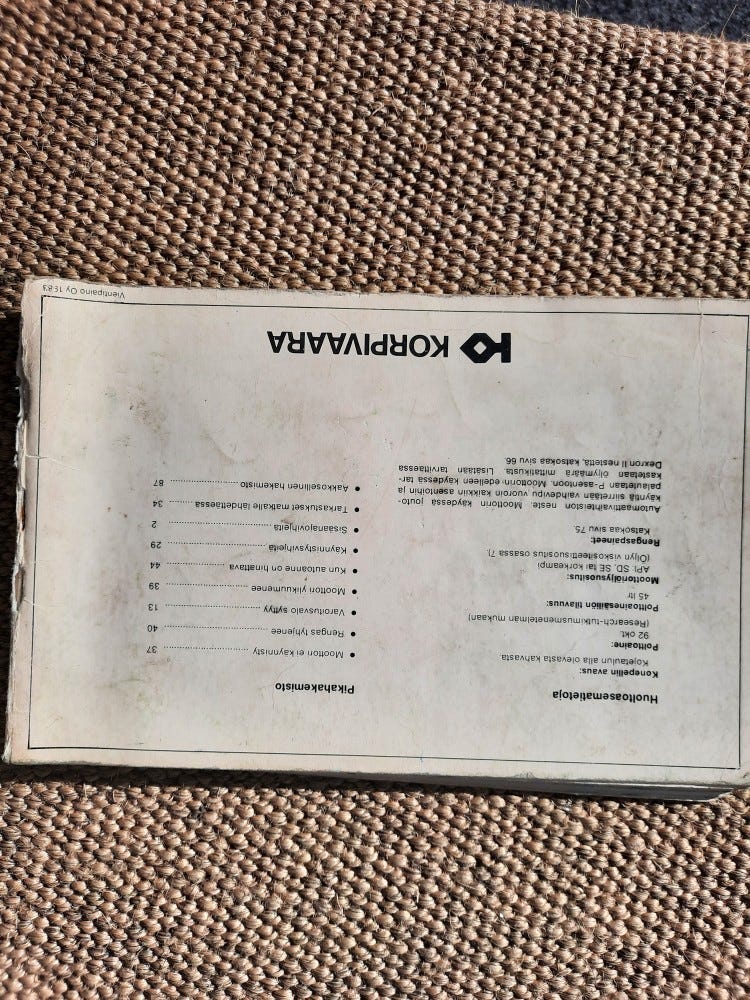 Huoltoasematietoja
Konepellin avaus:
Kojetaulun alla olevasta kahvasta
Polttoaine:
92 okt.
(Research-tutkimusmenetelmän mukaan)
Polttoainesäiliön tilavuus:
45 ltr
Moottoriöljysuositus:
API: SD, SE tai korkeampi
(Öljyn viskositeettisuositus osassa 7)
Rengaspaineet:
Katsokaa sivu 75.
Automaattivaihteiston neste: Moottorin käydessä jouto-
käyntiä siirretään vaihdevipu vuoroin kaikkiin asentoihin ja
palautetaan P-asentoon. Moottorin edelleen käydessä tar-
kastetaan öljymäärä mittatikusta. Lisätään tarvittaessa
Dexron II nestettä, katsokaa sivu 66.
Pikahakemisto
• Moottori ei käynnisty 37
• Rengas tyhjenee 40
• Varoitusvalo syttyy 13
• Moottori ylikuumenee 39
• Kun autoanne on hinattava 44
• Käynnistysvihjeitä 29
• Sisäänajovihjeitä 2
• Tarkastukset matkalle lähdettäessä 34
• Aakkosellinen hakemisto 87
KORPIVAARA
Vientipaino Oy 1983